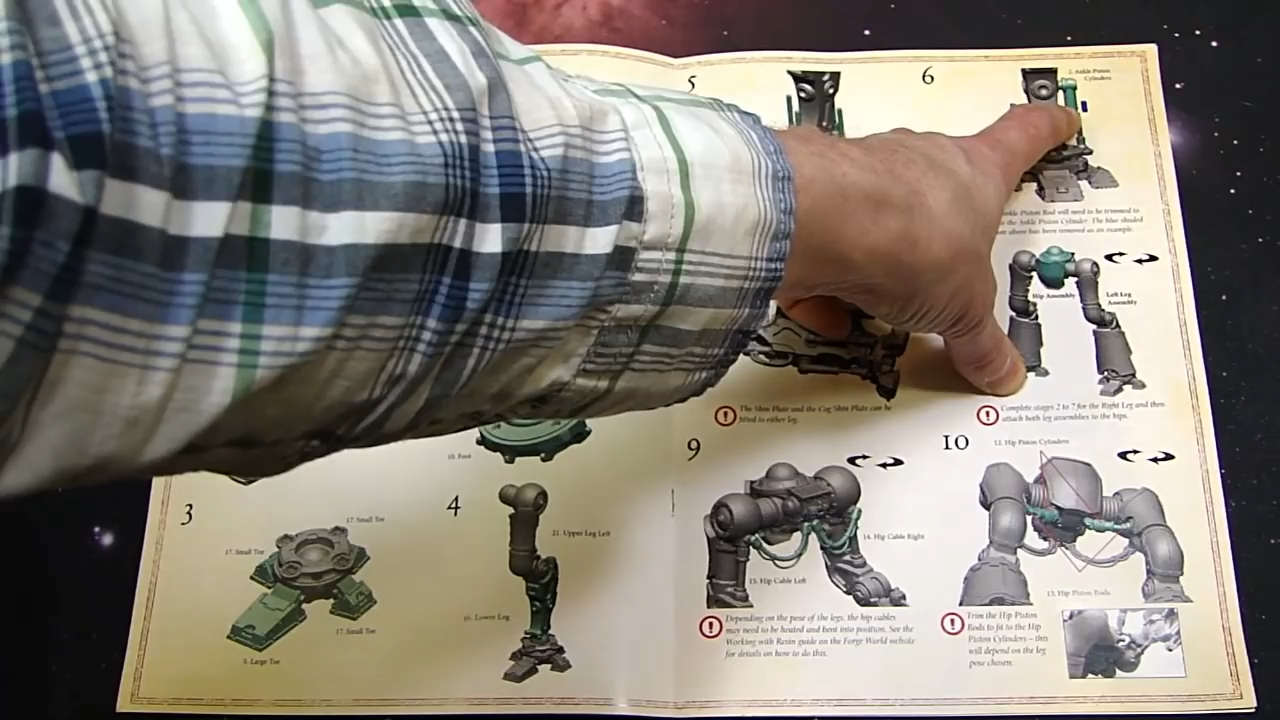 5
6
2. Ankle Piston
Cylinders
Ankle Piston Rod will need to be trimmed to
the Ankle Piston Cylinder. The blue shaded
above has been removed as an example.
Hip Assembly
Left Leg
Assembly
The Shin Plate and the Cog Shin Plate can be
fitted to either leg.
Complete stages 2 to 7 for the Right Leg and then
attach both leg assemblies to the hips.
10. Foot
3
17. Small Toe
17. Small Toe
17. Small Toe
8. Large Toe
4
21. Upper Leg Left
16. Lower Leg
9
14. Hip Cable Right
15. Hip Cable Left
Depending on the pose of the legs, the hip cables
may need to be heated and bent into position. See the
Working with Resin guide on the Forge World website
for details on how to do this.
10
12. Hip Piston Cylinders
13. Hip Piston Rods
Trim the Hip Piston
Rods to fit to the Hip
Piston Cylinders – this
will depend on the leg
pose chosen.